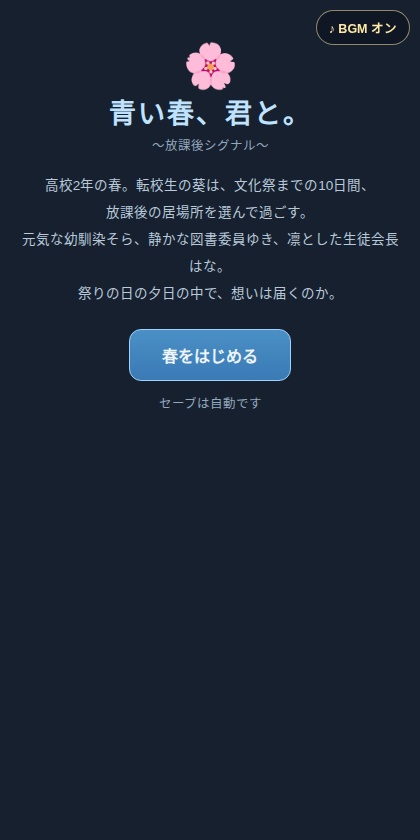 ♪ BGM オン
青い春、君と。
〜放課後シグナル〜
高校2年の春。転校生の葵は、文化祭までの10日間、
放課後の居場所を選んで過ごす。
元気な幼馴染そら、静かな図書委員ゆき、凛とした生徒会長
はな。
祭りの日の夕日の中で、想いは届くのか。
春をはじめる
セーブは自動です